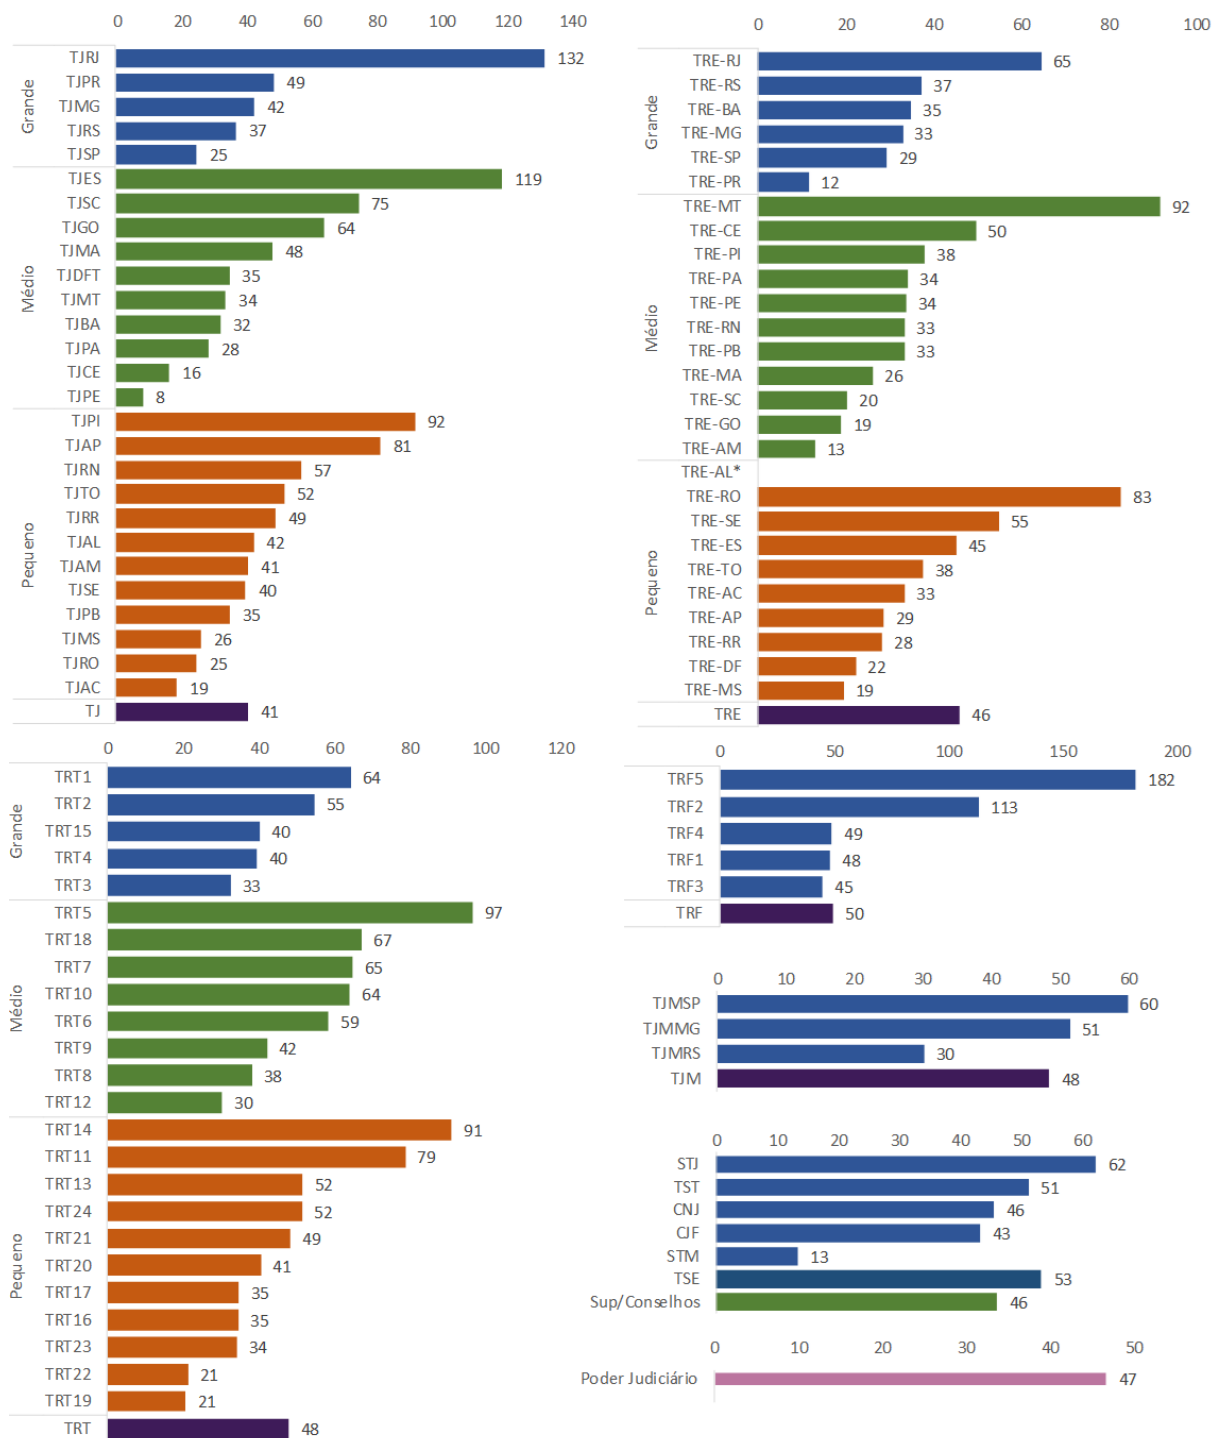 0 20 40 60 80 100 120 140
Grande
TJRJ 132
TJPR 49
TJMG 42
TJRS 37
TJSP 25
Médio
TJES 119
TJSC 75
TJGO 64
TJMA 48
TJDFT 35
TJMT 34
TJBA 32
TJPA 28
TJCE 16
TJPE 8
Pequeno
TJPI 92
TJAP 81
TJRN 57
TJTO 52
TJRR 49
TJAL 42
TJAM 41
TJSE 40
TJPB 35
TJMS 26
TJRO 25
TJAC 19
TJ 41
0 20 40 60 80 100
Grande
TRE-RJ 65
TRE-RS 37
TRE-BA 35
TRE-MG 33
TRE-SP 29
TRE-PR 12
Médio
TRE-MT 92
TRE-CE 50
TRE-PI 38
TRE-PA 34
TRE-PE 34
TRE-RN 33
TRE-PB 33
TRE-MA 26
TRE-SC 20
TRE-GO 19
TRE-AM 13
Pequeno
TRE-AL*
TRE-RO 83
TRE-SE 55
TRE-ES 45
TRE-TO 38
TRE-AC 33
TRE-AP 29
TRE-RR 28
TRE-DF 22
TRE-MS 19
TRE 46
0 20 40 60 80 100 120
Grande
TRT1 64
TRT2 55
TRT15 40
TRT4 40
TRT3 33
Médio
TRT5 97
TRT18 67
TRT7 65
TRT10 64
TRT6 59
TRT9 42
TRT8 38
TRT12 30
Pequeno
TRT14 91
TRT11 79
TRT13 52
TRT24 52
TRT21 49
TRT20 41
TRT17 35
TRT16 35
TRT23 34
TRT22 21
TRT19 21
TRT 48
0 50 100 150 200
TRF5 182
TRF2 113
TRF4 49
TRF1 48
TRF3 45
TRF 50
0 10 20 30 40 50 60
TJMSP 60
TJMMG 51
TJMRS 30
TJM 48
0 10 20 30 40 50 60
STJ 62
TST 51
CNJ 46
CJF 43
STM 13
TSE 53
Sup/Conselhos 46
0 10 20 30 40 50
Poder Judiciário 47